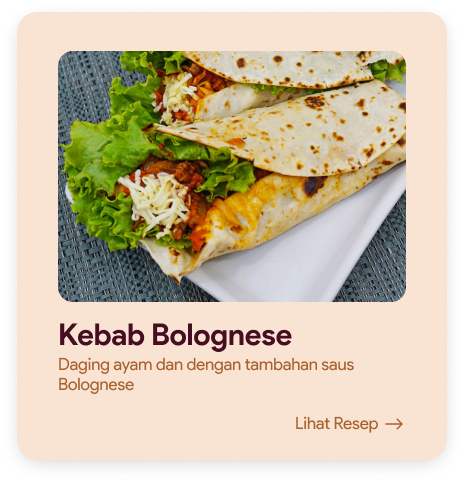 Kebab Bolognese
Daging ayam dan dengan tambahan saus
Bolognese
Lihat Resep →